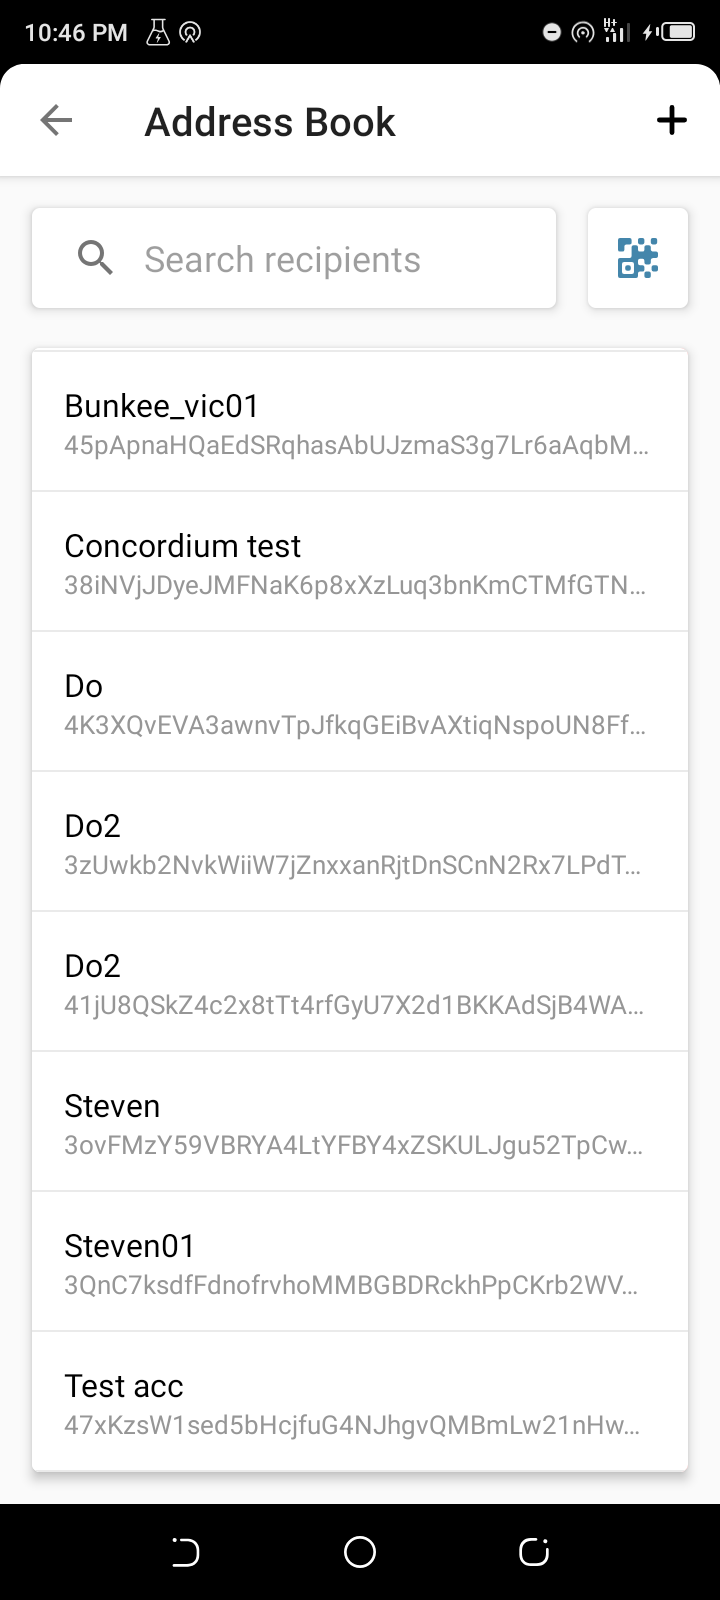 10:46 PM
H+
Address Book
Search recipients
Bunkee_vic01
45pApnaHQaEdSRqhasAbUJzmaS3g7Lr6aAqbM...
Concordium test
38iNVjJDyeJMFNaK6p8xXzLuq3bnKmCTMfGTN...
Do
4K3XQvEVA3awnvTpJfkqGEiBvAXtiqNspoUN8Ff...
Do2
3zUwkb2NvkWiiW7jZnxxanRjtDnSCnN2Rx7LPdT...
Do2
41jU8QSkZ4c2x8tTt4rfGyU7X2d1BKKAdSjB4WA...
Steven
3ovFMzY59VBRYA4LtYFBY4xZSKULJgu52TpCw...
Steven01
3QnC7ksdfFdnofrvhoMMBGBDRckhPpCKrb2WV...
Test acc
47xKzsW1sed5bHcjfuG4NJhgvQMBmLw21nHw...